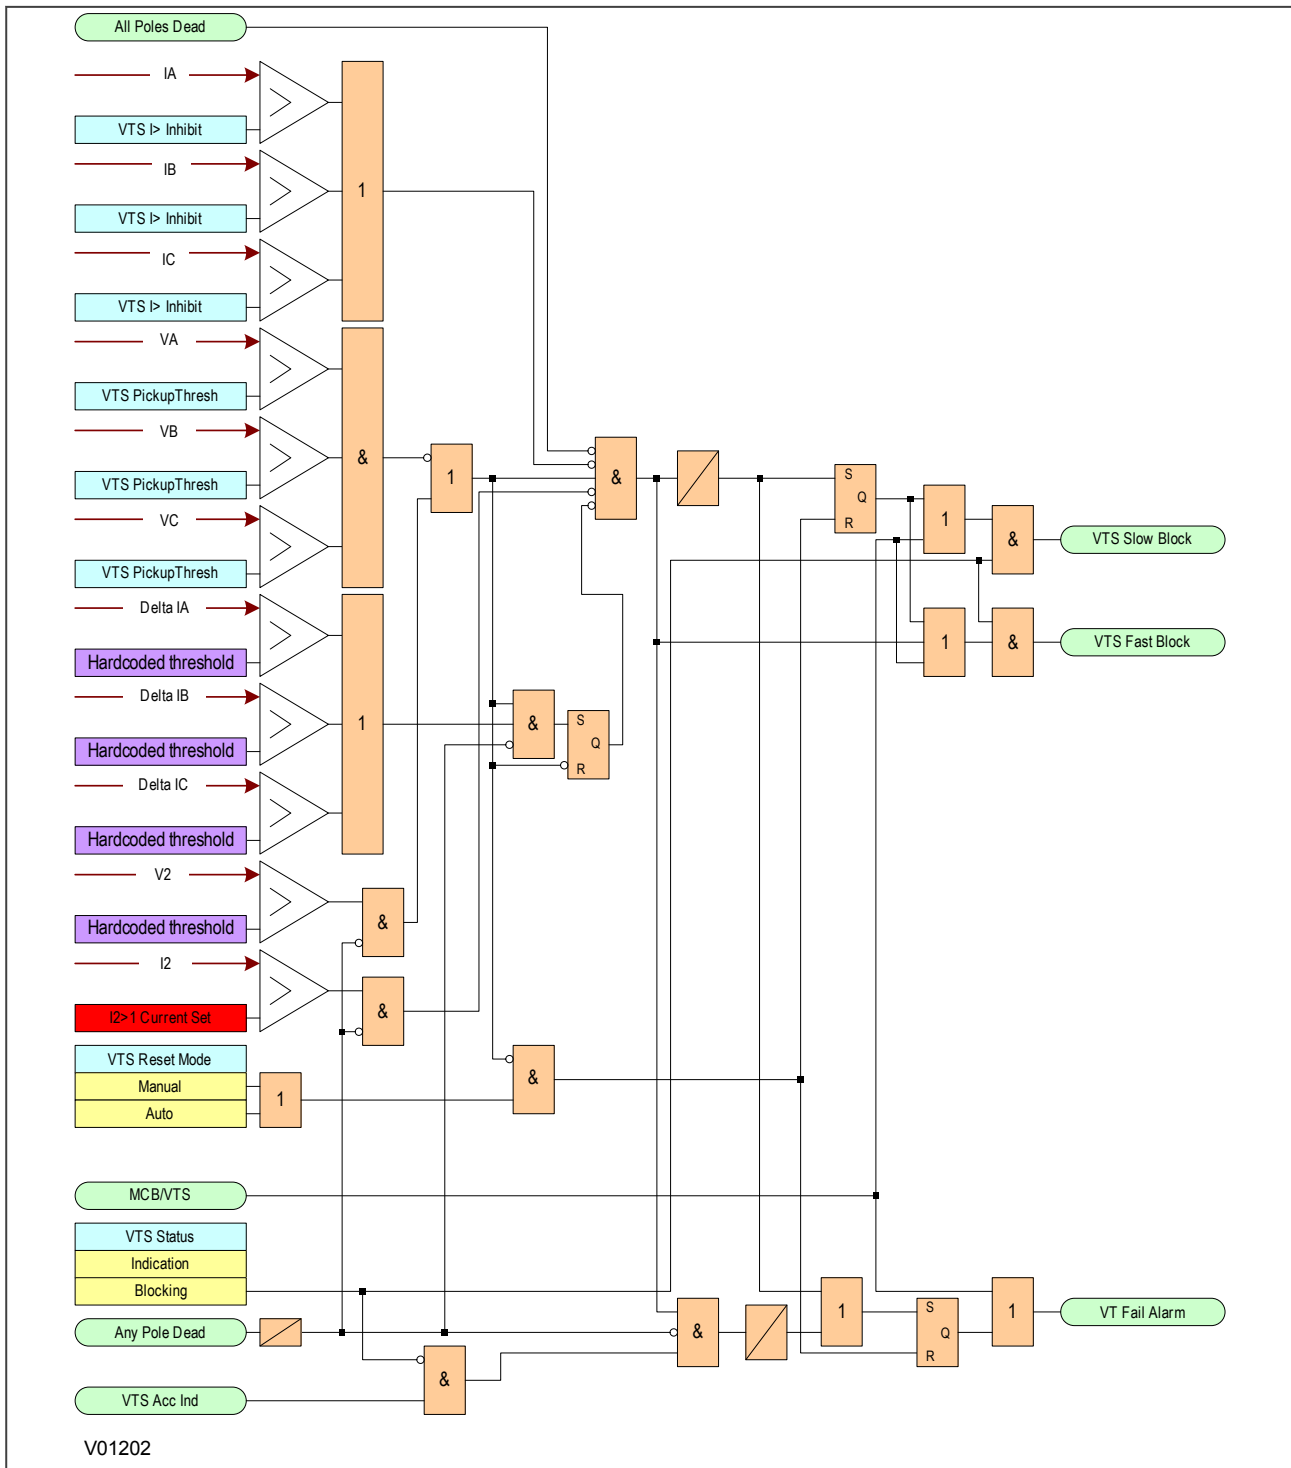 All Poles Dead
IA
VTS I> Inhibit
IB
VTS I> Inhibit
1
IC
VTS I> Inhibit
VA
VTS PickupThresh
VB
VTS PickupThresh
&
1
&
S
Q
R
1
&
VTS Slow Block
VC
VTS PickupThresh
Delta IA
Hardcoded threshold
1
&
VTS Fast Block
Delta IB
Hardcoded threshold
1
&
S
Q
R
Delta IC
Hardcoded threshold
V2
Hardcoded threshold
&
I2
I2>1 Current Set
&
VTS Reset Mode
Manual
Auto
1
&
MCB/VTS
VTS Status
Indication
Blocking
Any Pole Dead
&
1
S
Q
R
1
VT Fail Alarm
VTS Acc Ind
&
V01202